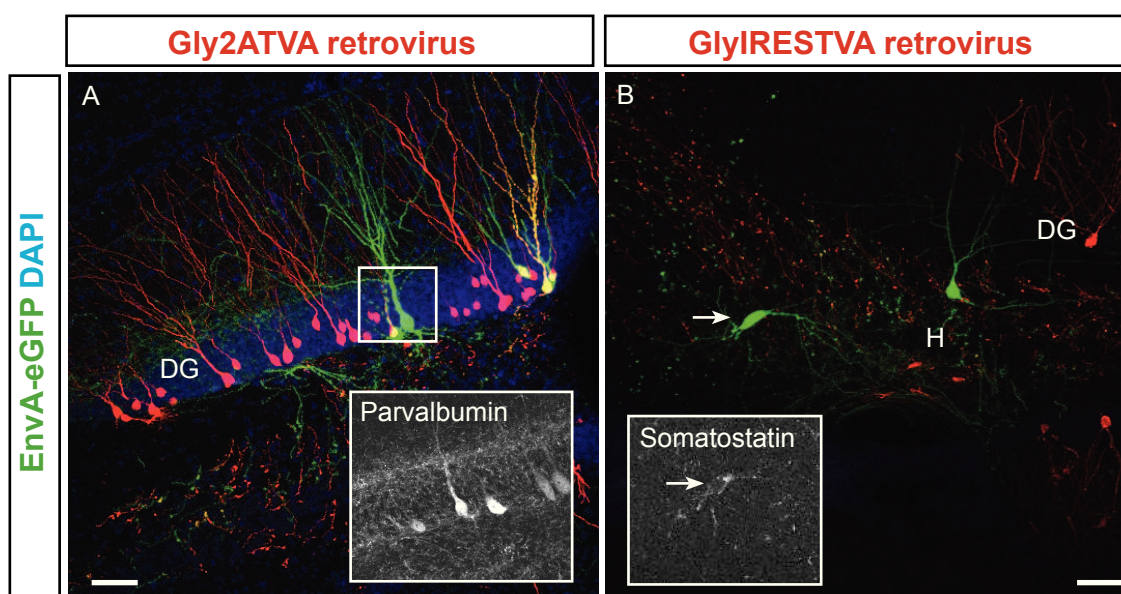 Gly2ATVA retrovirus
GlyIRESTVA retrovirus
EnvA-eGFP DAPI
A
DG
Parvalbumin
B
DG
H
Somatostatin